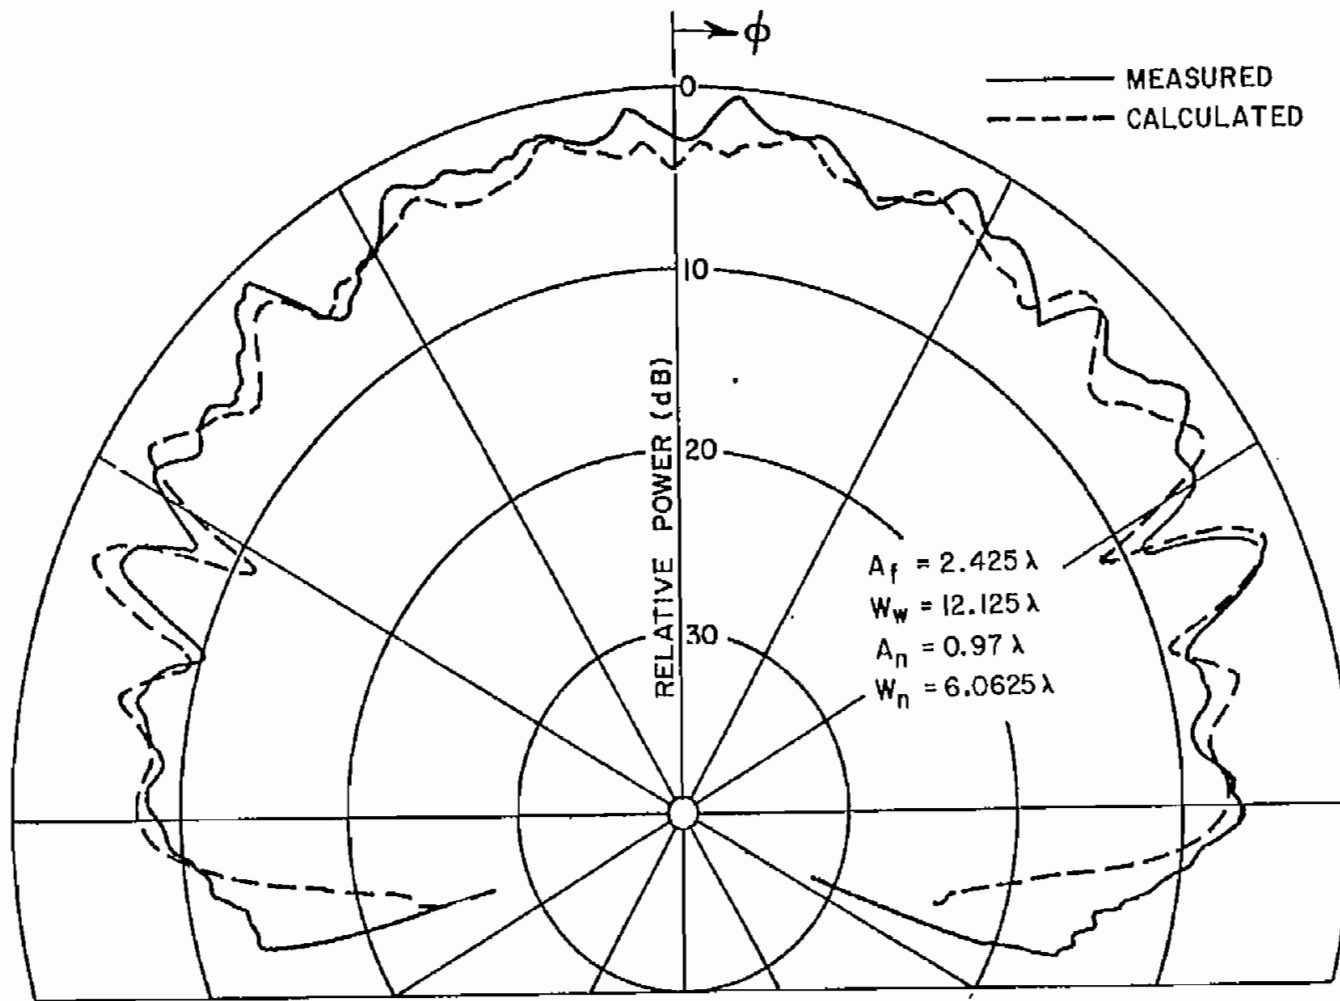 ϕ
0
MEASURED
CALCULATED
10
RELATIVE POWER (dB)
20
30
A_f = 2.425 λ
W_w = 12.125 λ
A_n = 0.97 λ
W_n = 6.0625 λ